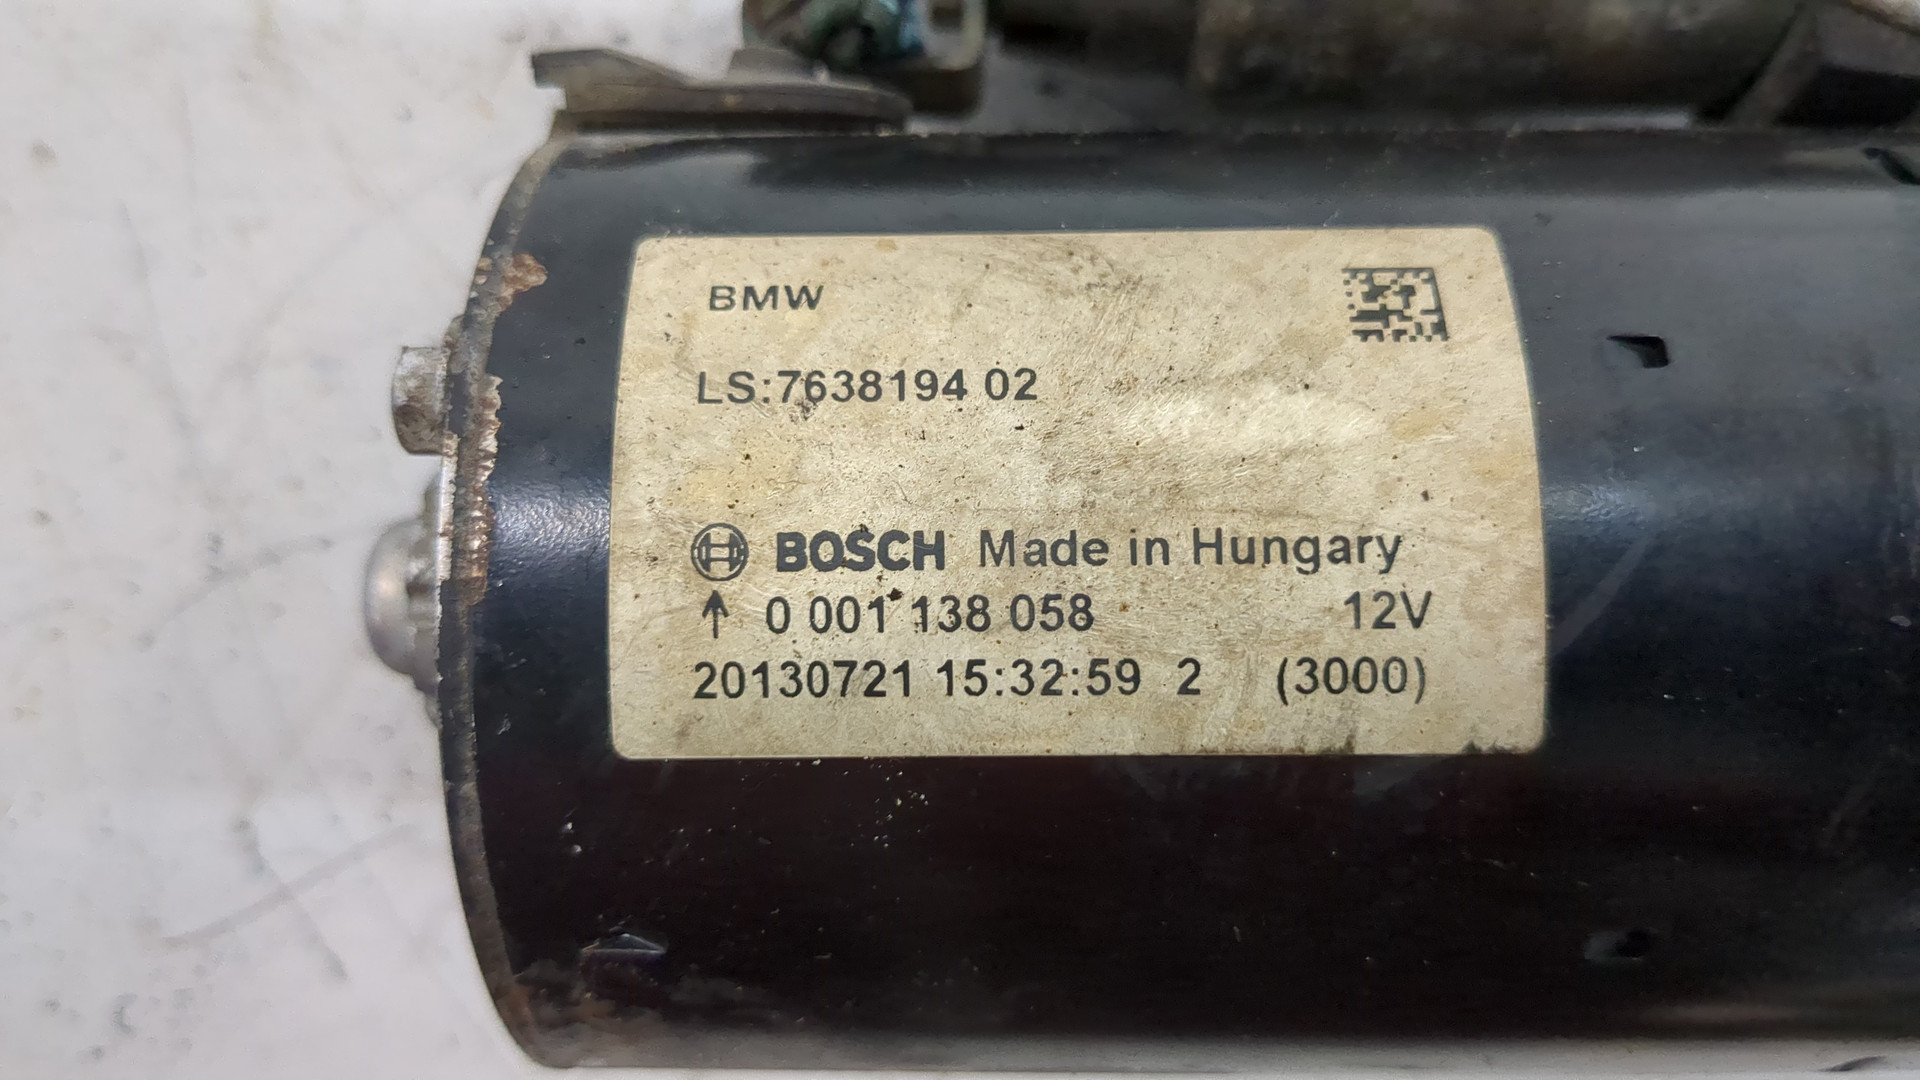 BMW
LS:7638194 02
BOSCH Made in Hungary
↑ 0 001 138 058 12V
20130721 15:32:59 2 (3000)